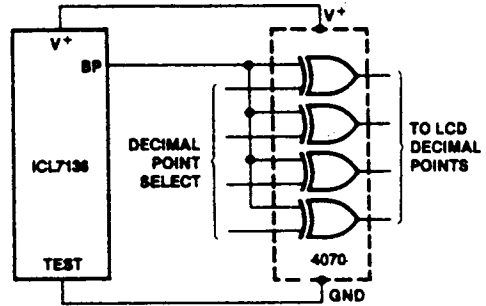 V+
V+
BP
DECIMAL
POINT
SELECT
TO LCD
DECIMAL
POINTS
ICL7136
TEST
4070
GND